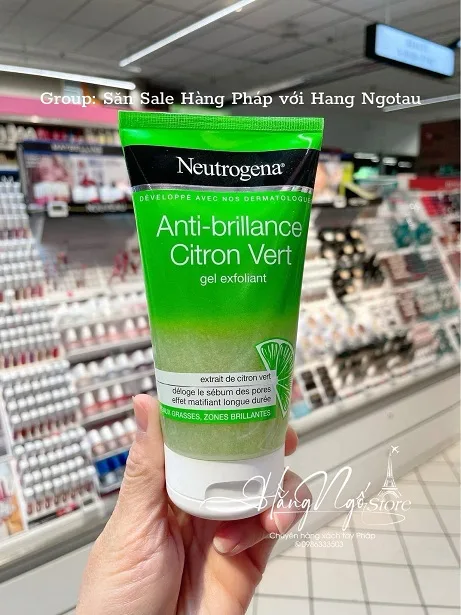 Group: Săn Sale Hàng Pháp với Hang Ngotau
Neutrogena®
DÉVELOPPÉ AVEC NOS DERMATOLOGUES
Anti-brillance
Citron Vert
gel exfoliant
extrait de citron vert
déloge le sébum des pores
effet matifiant longue durée
PEAUX GRASSES, ZONES BRILLANTES
Hằng Ngô.store
Chuyên hàng xách tay Pháp